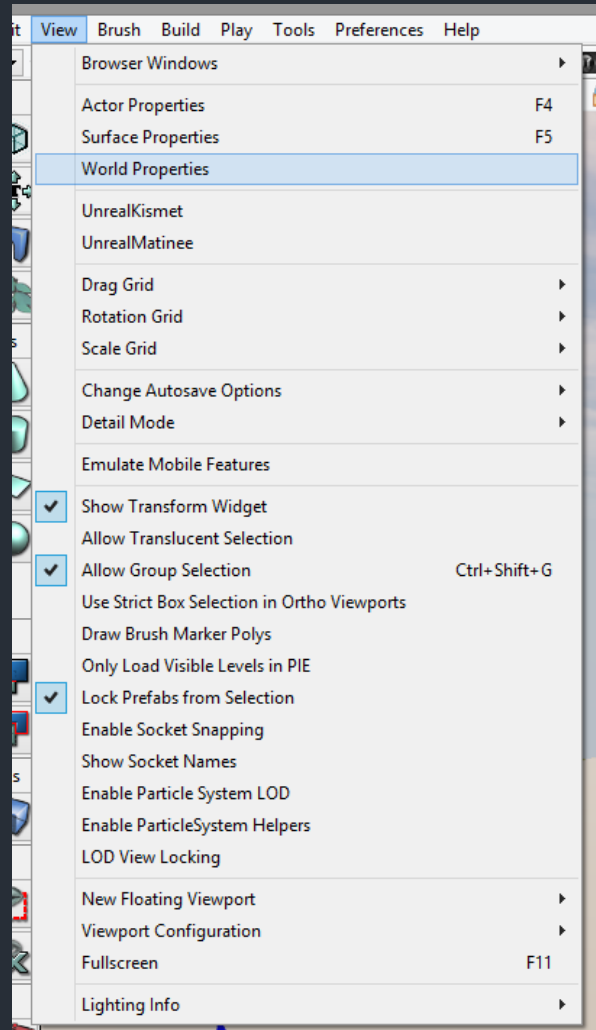 it View Brush Build Play Tools Preferences Help
Browser Windows
Actor Properties F4
Surface Properties F5
World Properties
UnrealKismet
UnrealMatinee
Drag Grid
Rotation Grid
Scale Grid
Change Autosave Options
Detail Mode
Emulate Mobile Features
Show Transform Widget
Allow Translucent Selection
Allow Group Selection Ctrl+Shift+G
Use Strict Box Selection in Ortho Viewports
Draw Brush Marker Polys
Only Load Visible Levels in PIE
Lock Prefabs from Selection
Enable Socket Snapping
Show Socket Names
s
Enable Particle System LOD
Enable ParticleSystem Helpers
LOD View Locking
New Floating Viewport
Viewport Configuration
Fullscreen F11
Lighting Info